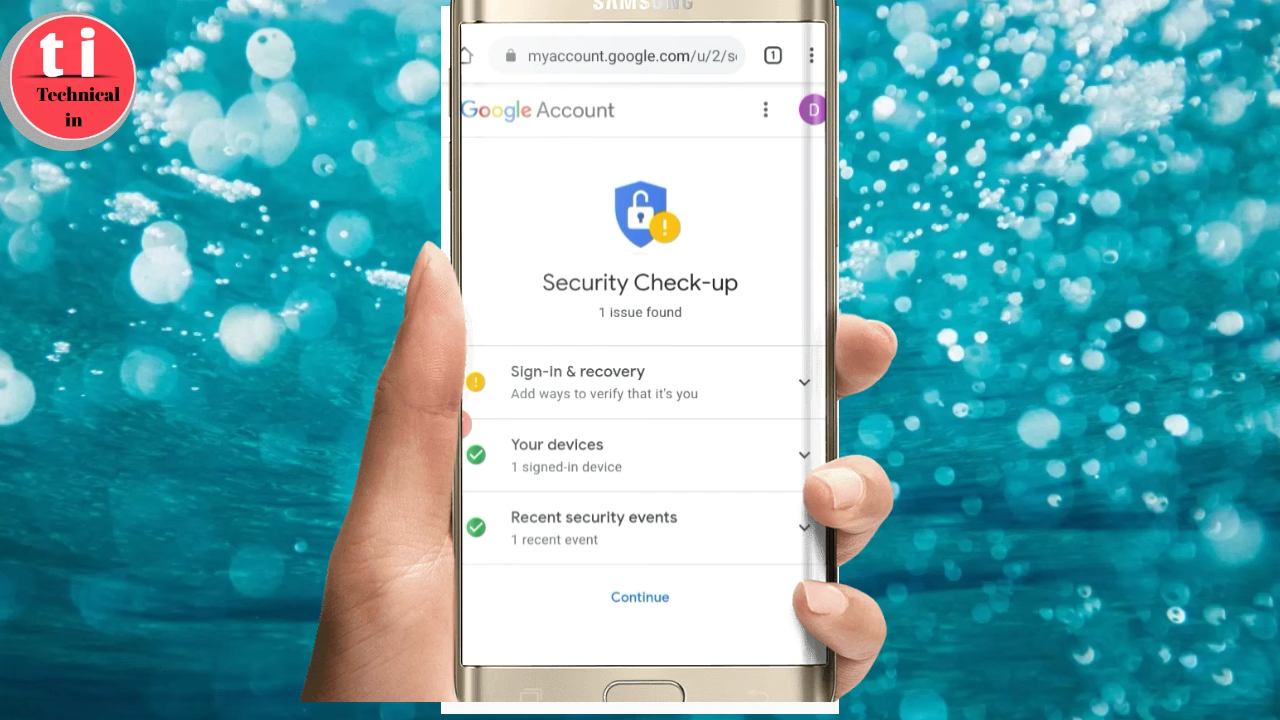 ti
Technical
in
SAMSUNG
myaccount.google.com/u/2/s
1
Google Account
D
Security Check-up
1 issue found
Sign-in & recovery
Add ways to verify that it's you
Your devices
1 signed-in device
Recent security events
1 recent event
Continue